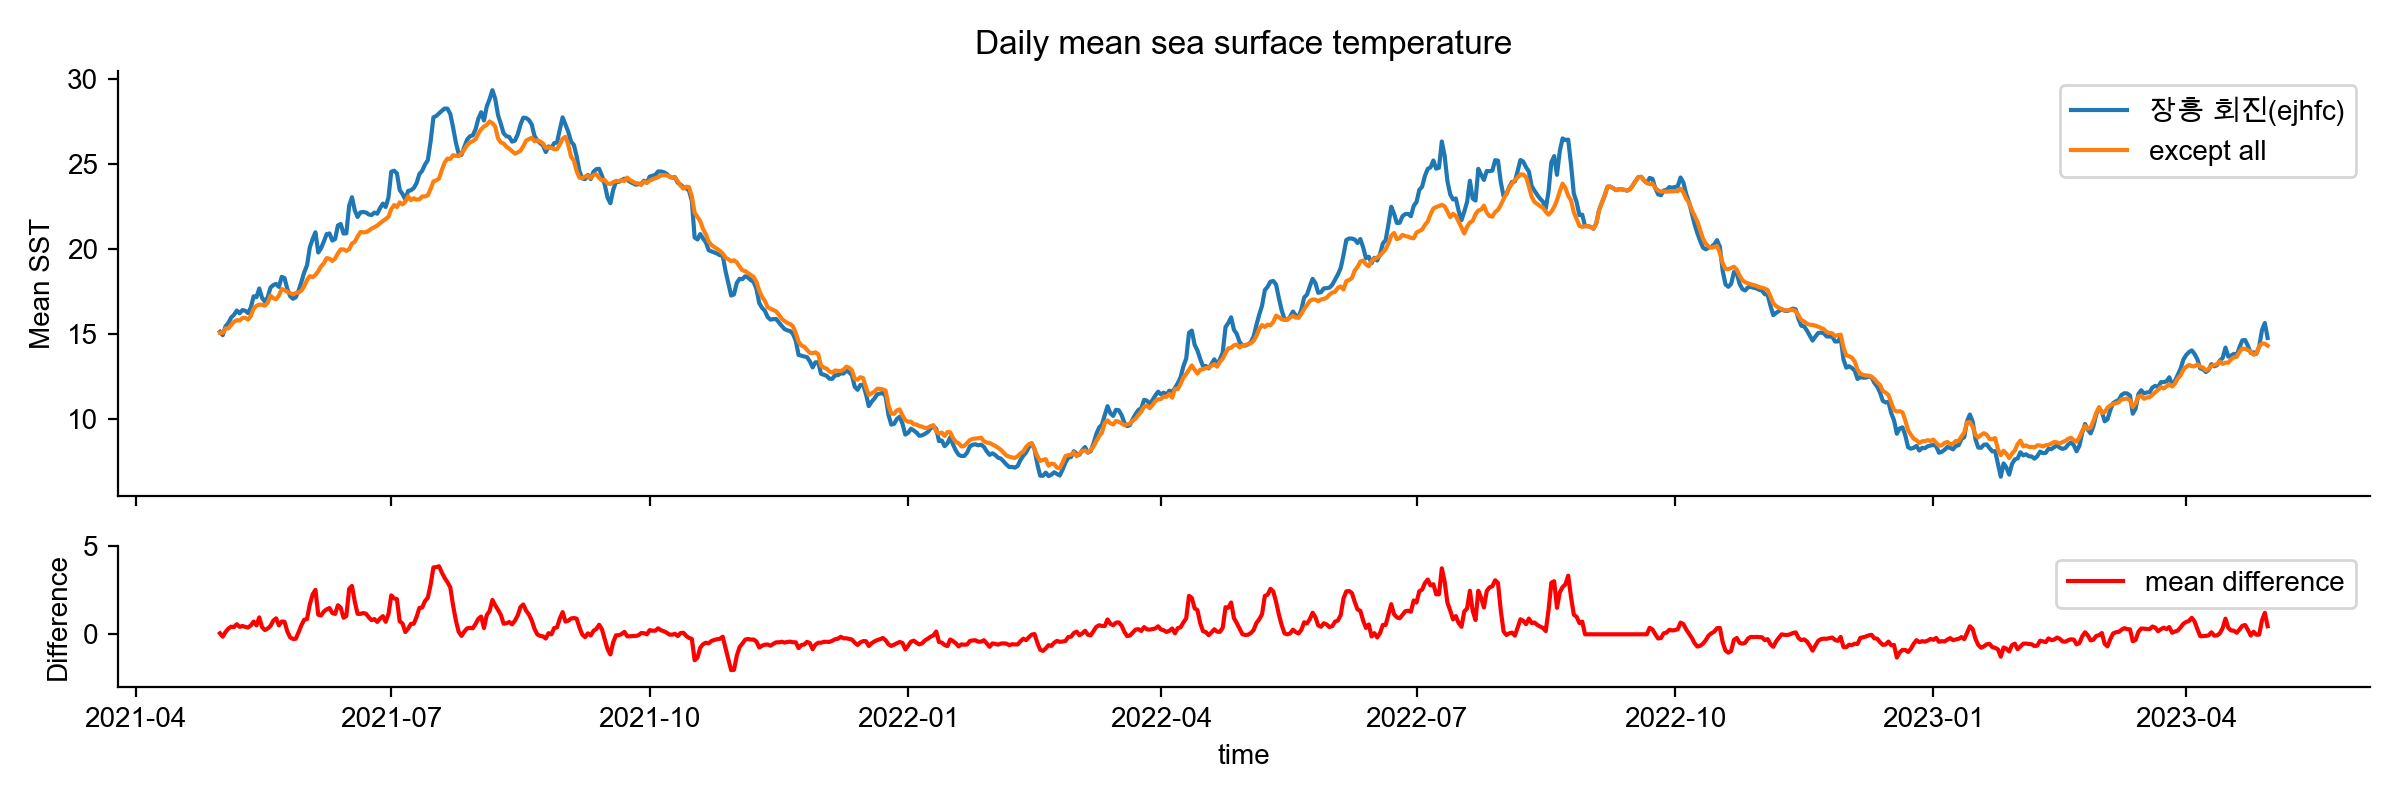 Daily mean sea surface temperature
30
25
20
15
10
Mean SST
장흥 회진(ejhfc)
except all
5
0
Difference
mean difference
2021-04
2021-07
2021-10
2022-01
2022-04
2022-07
2022-10
2023-01
2023-04
time